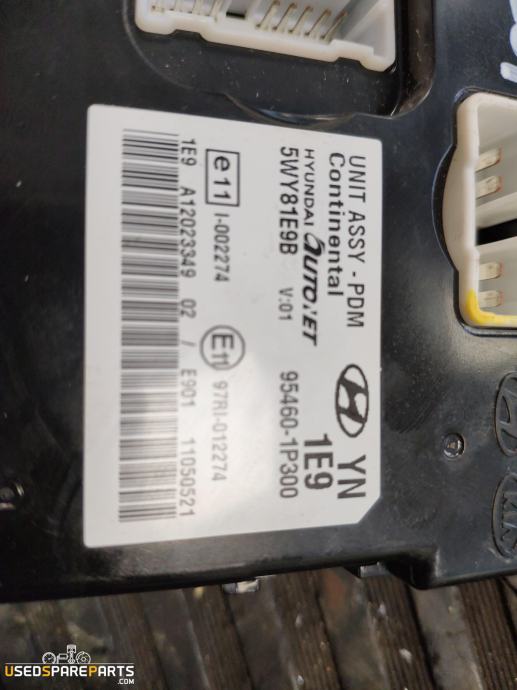 UNIT ASSY - PDM
YN
Continental
1E9
HYUNDAI AUTONET
5WY81E9B V:01
95460-1P300
e11 I-002274
E11 97RI-012274
1E9 A12023349 02 / E901 11050521
USEDSPAREPARTS
.COM